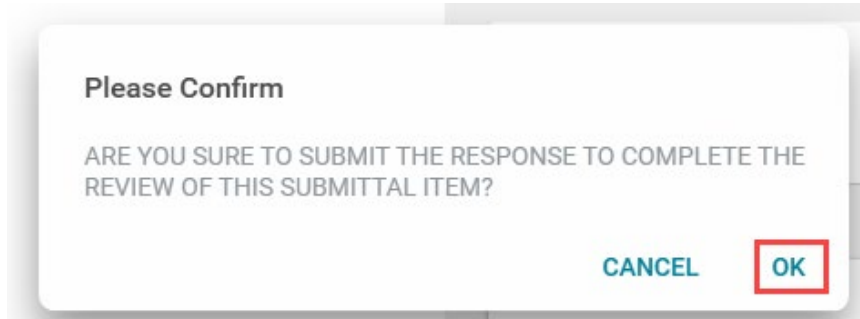 Please Confirm
ARE YOU SURE TO SUBMIT THE RESPONSE TO COMPLETE THE
REVIEW OF THIS SUBMITTAL ITEM?
CANCEL OK